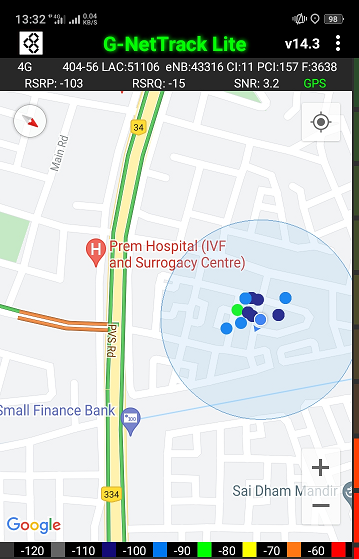 13:32 4G 4G 0.04 KB/S 98
G-NetTrack Lite v14.3
4G 404-56 LAC:51106 eNB:43316 CI:11 PCI:157 F:3638
RSRP: -103 RSRQ: -15 SNR: 3.2 GPS
34
Main Rd
Prem Hospital (IVF
and Surrogacy Centre)
PVS Rd
Small Finance Bank
334
Sai Dham Mandir
Google
-120 -110 -100 -90 -80 -70 -60